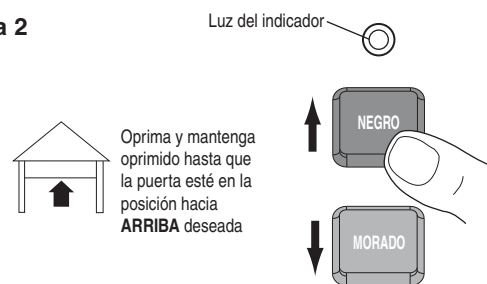 a 2
Luz del indicador
NEGRO
Oprima y mantenga
oprimido hasta que
la puerta esté en la
posición hacia
ARRIBA deseada
MORADO